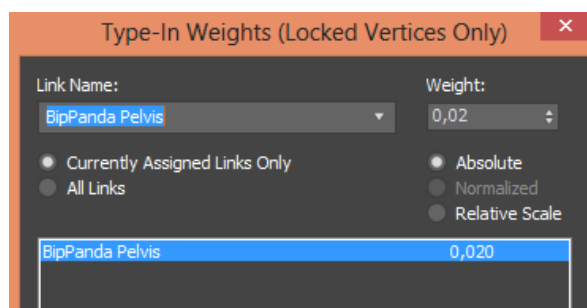 Type-In Weights (Locked Vertices Only)
Link Name:
Weight:
BipPanda Pelvis
0,02
Currently Assigned Links Only
Absolute
All Links
Normalized
Relative Scale
BipPanda Pelvis 0,020